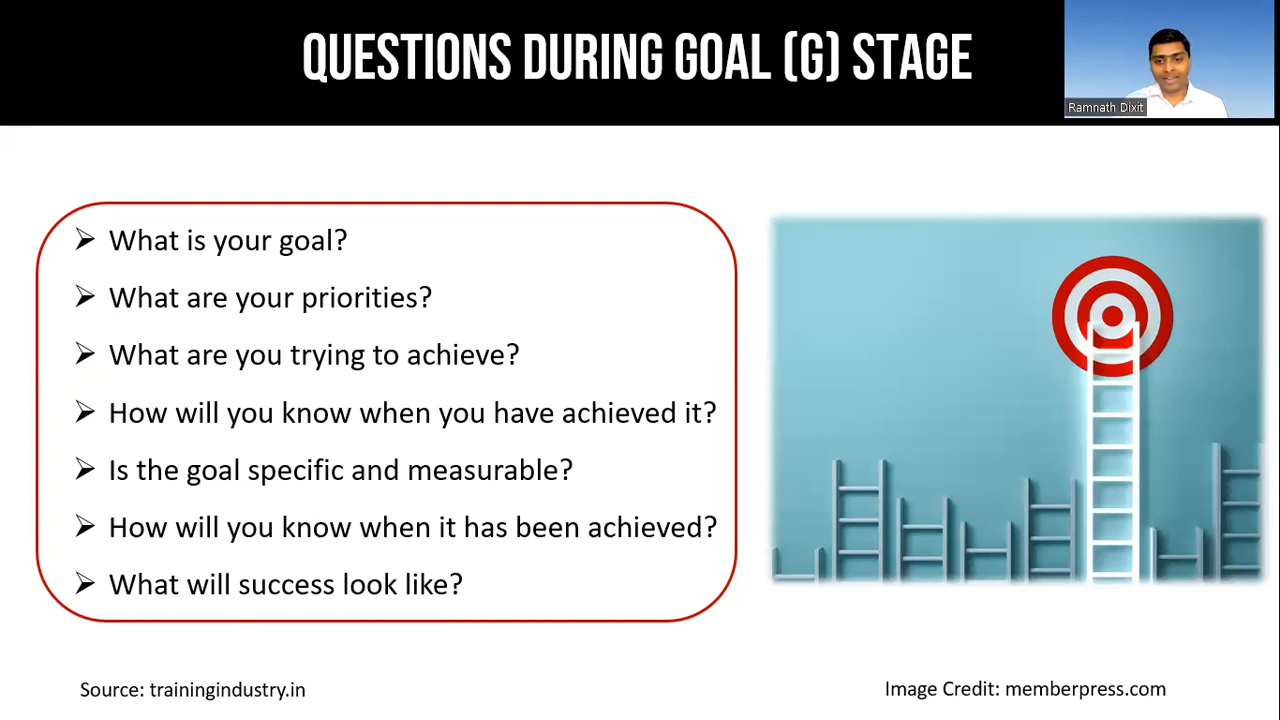 QUESTIONS DURING GOAL (G) STAGE
Ramnath Dixit
What is your goal?
What are your priorities?
What are you trying to achieve?
How will you know when you have achieved it?
Is the goal specific and measurable?
How will you know when it has been achieved?
What will success look like?
Source: trainingindustry.in
Image Credit: memberpress.com